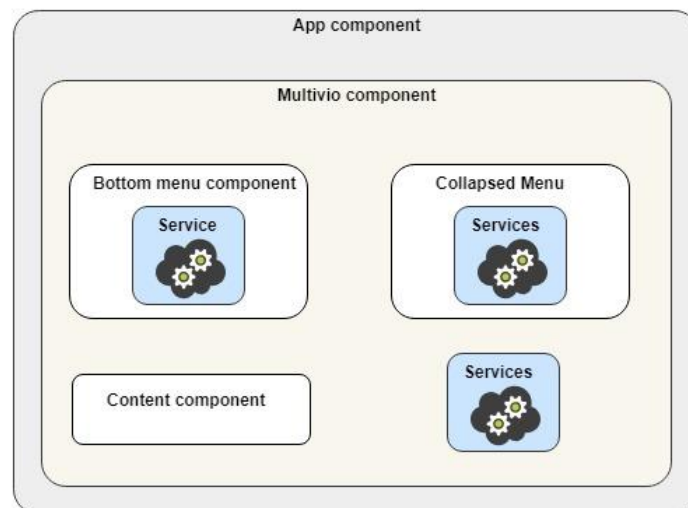 App component
Multivio component
Bottom menu component
Collapsed Menu
Service
Services
Content component
Services